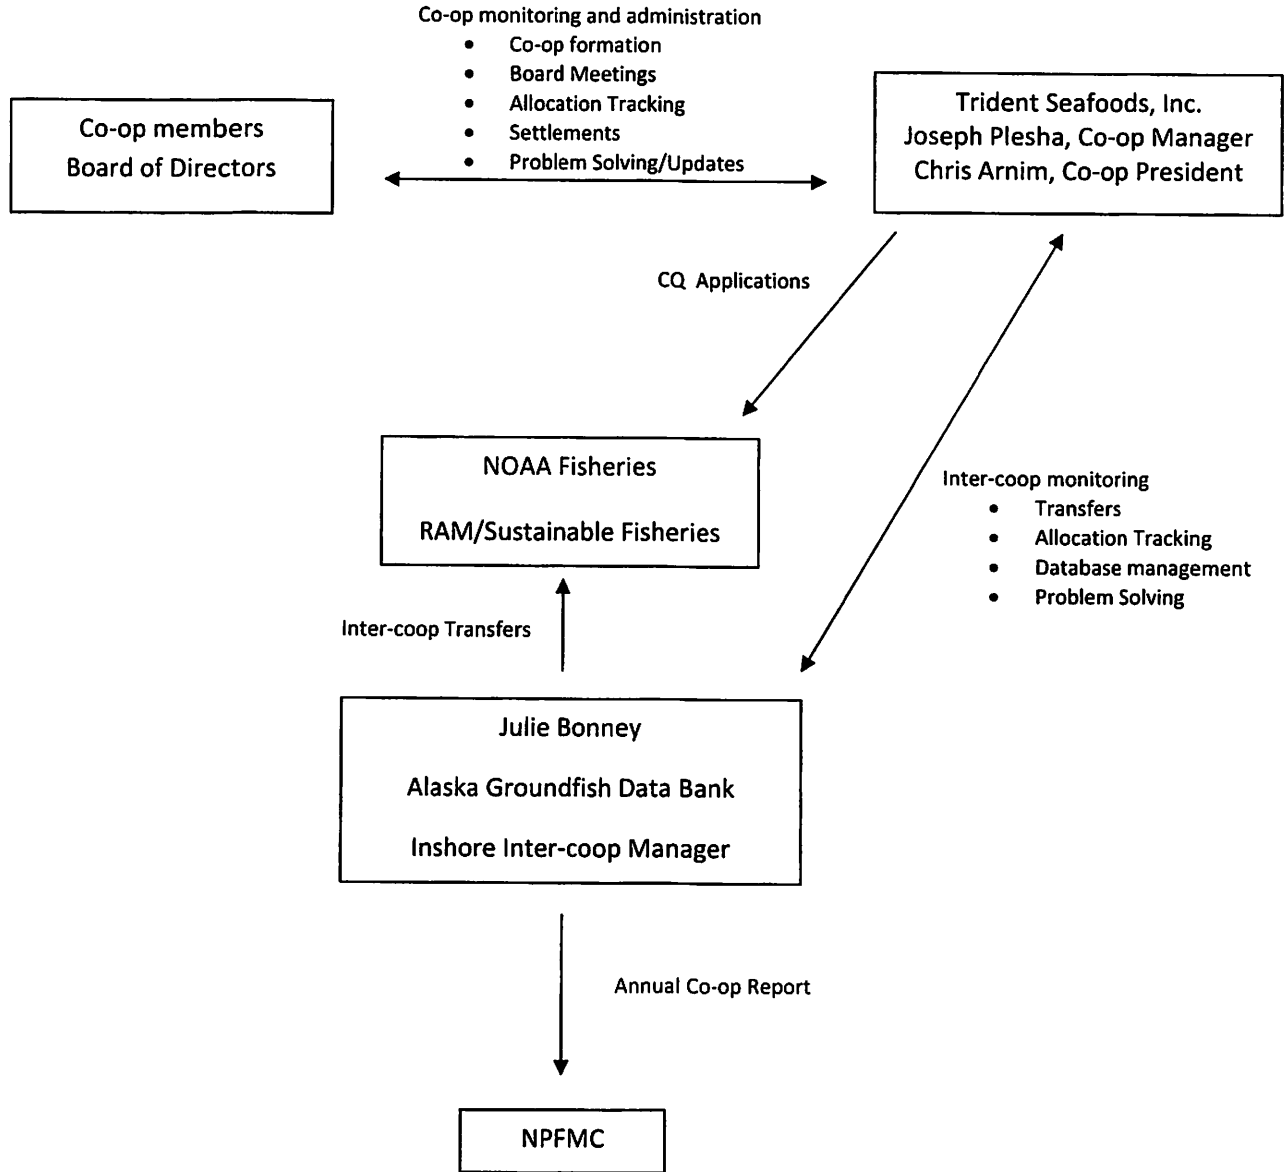 Co-op monitoring and administration
• Co-op formation
• Board Meetings
• Allocation Tracking
• Settlements
• Problem Solving/Updates
Co-op members
Board of Directors
Trident Seafoods, Inc.
Joseph Plesha, Co-op Manager
Chris Arnim, Co-op President
CQ Applications
NOAA Fisheries
RAM/Sustainable Fisheries
Inter-coop monitoring
• Transfers
• Allocation Tracking
• Database management
• Problem Solving
Inter-coop Transfers
Julie Bonney
Alaska Groundfish Data Bank
Inshore Inter-coop Manager
Annual Co-op Report
NPFMC